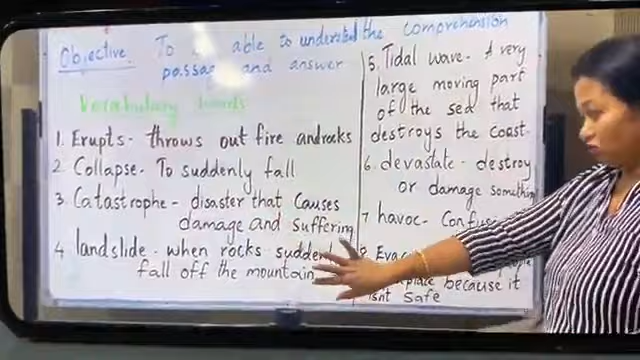 Objective To able to understand the comprehension
passage and answer
Vocabulary words
1. Erupts- throws out fire and rocks
2 Collapse- To suddenly fall
3. Catastrophe- disaster that causes
damage and suffering
4 landslide- when rocks suddenl
fall off the mountain
5. Tidal wave- A very
large moving part
of the sea that
destroys the coast.
6. devastate- destroy
or damage something
7 havoc- Confusi
8 Evac
place because it
isnt safe